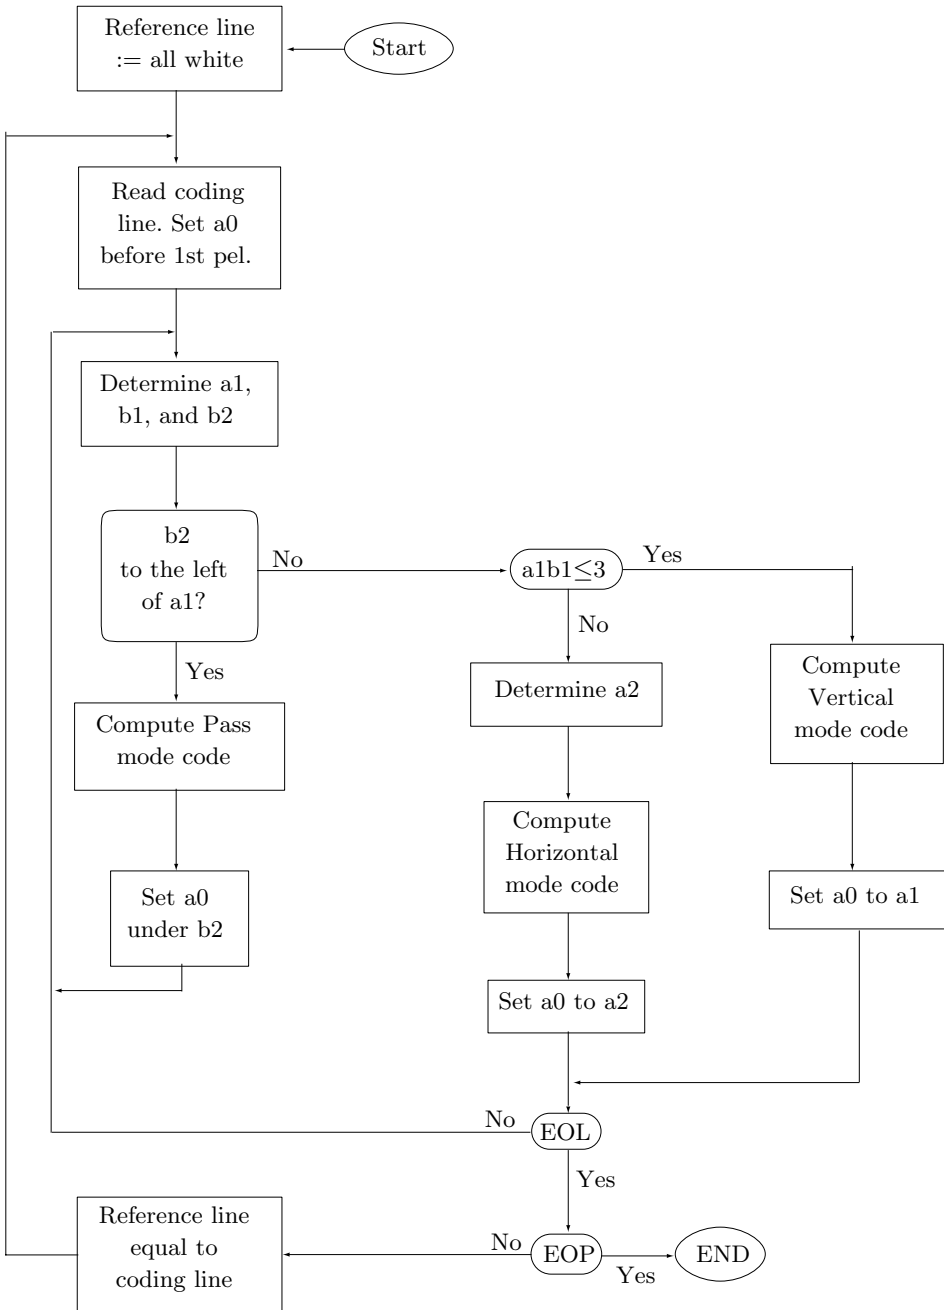 Reference line
:= all white
Start
Read coding
line. Set a0
before 1st pel.
Determine a1,
b1, and b2
b2
to the left
of a1?
No
a1b1≤3
Yes
No
Yes
Compute Pass
mode code
Determine a2
Compute
Vertical
mode code
Compute
Horizontal
mode code
Set a0
under b2
Set a0 to a1
Set a0 to a2
No
EOL
Yes
Reference line
equal to
coding line
No
EOP
Yes
END